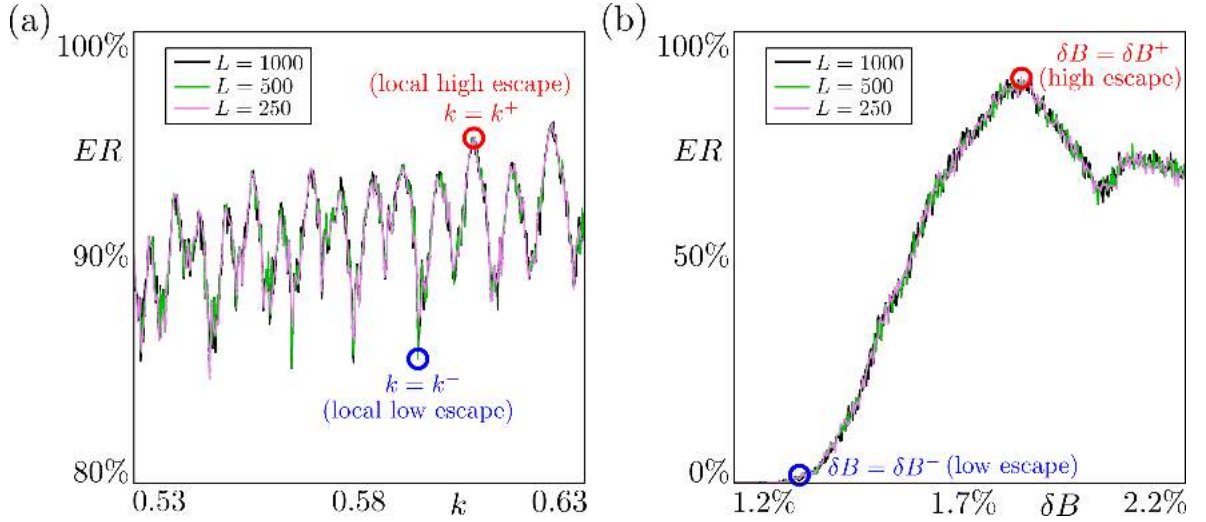 (a)
100%
L = 1000
L = 500
L = 250
(local high escape)
k = k⁺
ER
90%
k = k⁻
(local low escape)
80%
0.53 0.58 k 0.63
(b)
100%
L = 1000
L = 500
L = 250
δB = δB⁺
(high escape)
ER
50%
0%
δB = δB⁻ (low escape)
1.2% 1.7% δB 2.2%